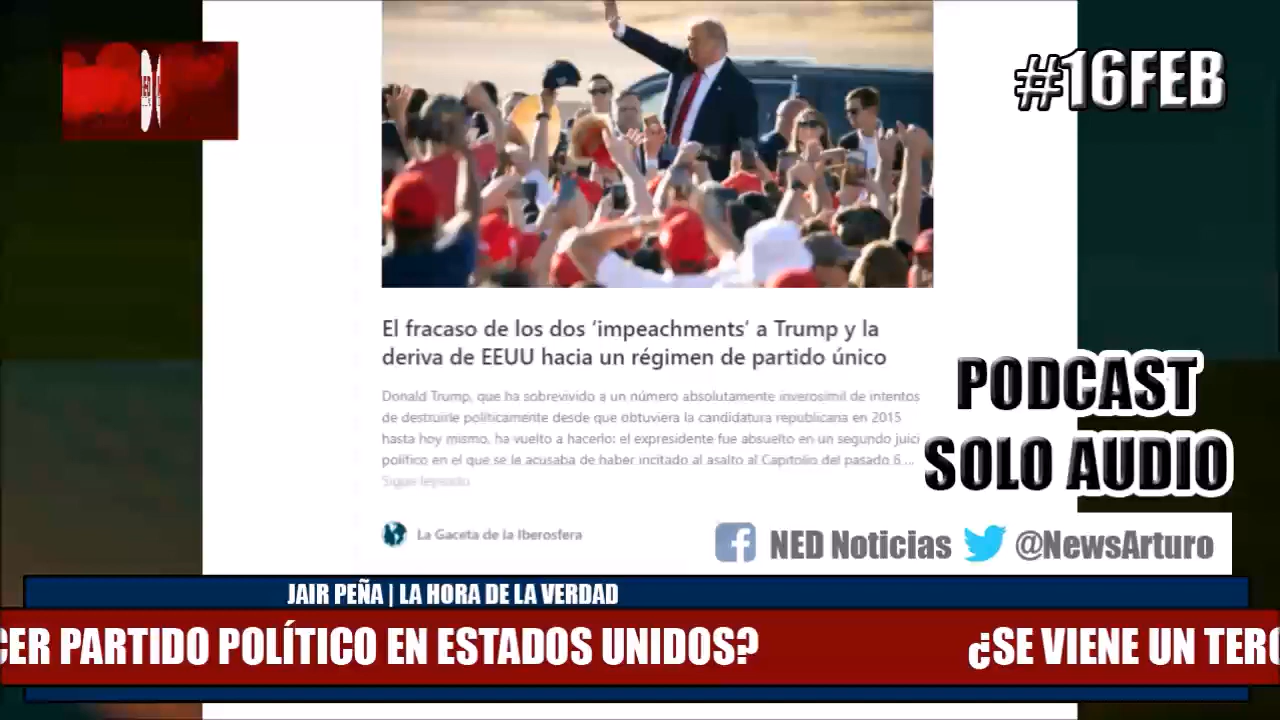 #16FEB
El fracaso de los dos ‘impeachments’ a Trump y la
deriva de EEUU hacia un régimen de partido único
Donald Trump, que ha sobrevivido a un número absolutamente inverosímil de intentos
de destruirle políticamente desde que obtuviera la candidatura republicana en 2015
hasta hoy mismo, ha vuelto a hacerlo: el expresidente fue absuelto en un segundo juici
político en el que se le acusaba de haber incitado al asalto al Capitolio del pasado 6 ...
Sigue leyendo
La Gaceta de la Iberosfera
PODCAST
SOLO AUDIO
NED Noticias @NewsArturo
JAIR PEÑA | LA HORA DE LA VERDAD
CER PARTIDO POLÍTICO EN ESTADOS UNIDOS? ¿SE VIENE UN TERC